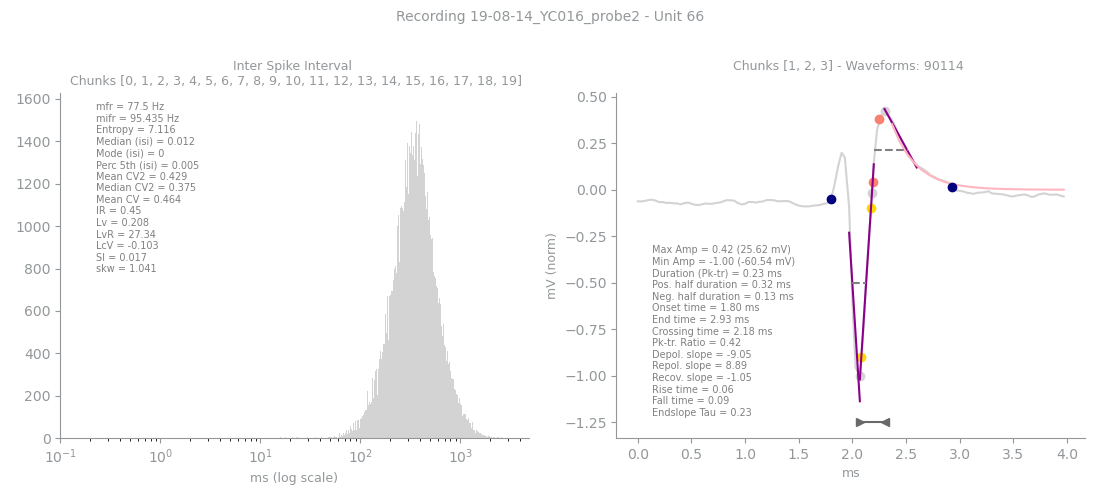 Recording 19-08-14_YC016_probe2 - Unit 66
Inter Spike Interval
Chunks [0, 1, 2, 3, 4, 5, 6, 7, 8, 9, 10, 11, 12, 13, 14, 15, 16, 17, 18, 19]
1600
1400
1200
1000
800
600
400
200
0
mfr = 77.5 Hz
mifr = 95.435 Hz
Entropy = 7.116
Median (isi) = 0.012
Mode (isi) = 0
Perc 5th (isi) = 0.005
Mean CV2 = 0.429
Median CV2 = 0.375
Mean CV = 0.464
IR = 0.45
Lv = 0.208
LvR = 27.34
LcV = -0.103
SI = 0.017
skw = 1.041
10⁻¹ 10⁰ 10¹ 10² 10³
ms (log scale)
Chunks [1, 2, 3] - Waveforms: 90114
mV (norm)
0.50
0.25
0.00
−0.25
−0.50
−0.75
−1.00
−1.25
Max Amp = 0.42 (25.62 mV)
Min Amp = -1.00 (-60.54 mV)
Duration (Pk-tr) = 0.23 ms
Pos. half duration = 0.32 ms
Neg. half duration = 0.13 ms
Onset time = 1.80 ms
End time = 2.93 ms
Crossing time = 2.18 ms
Pk-tr. Ratio = 0.42
Depol. slope = -9.05
Repol. slope = 8.89
Recov. slope = -1.05
Rise time = 0.06
Fall time = 0.09
Endslope Tau = 0.23
0.0 0.5 1.0 1.5 2.0 2.5 3.0 3.5 4.0
ms